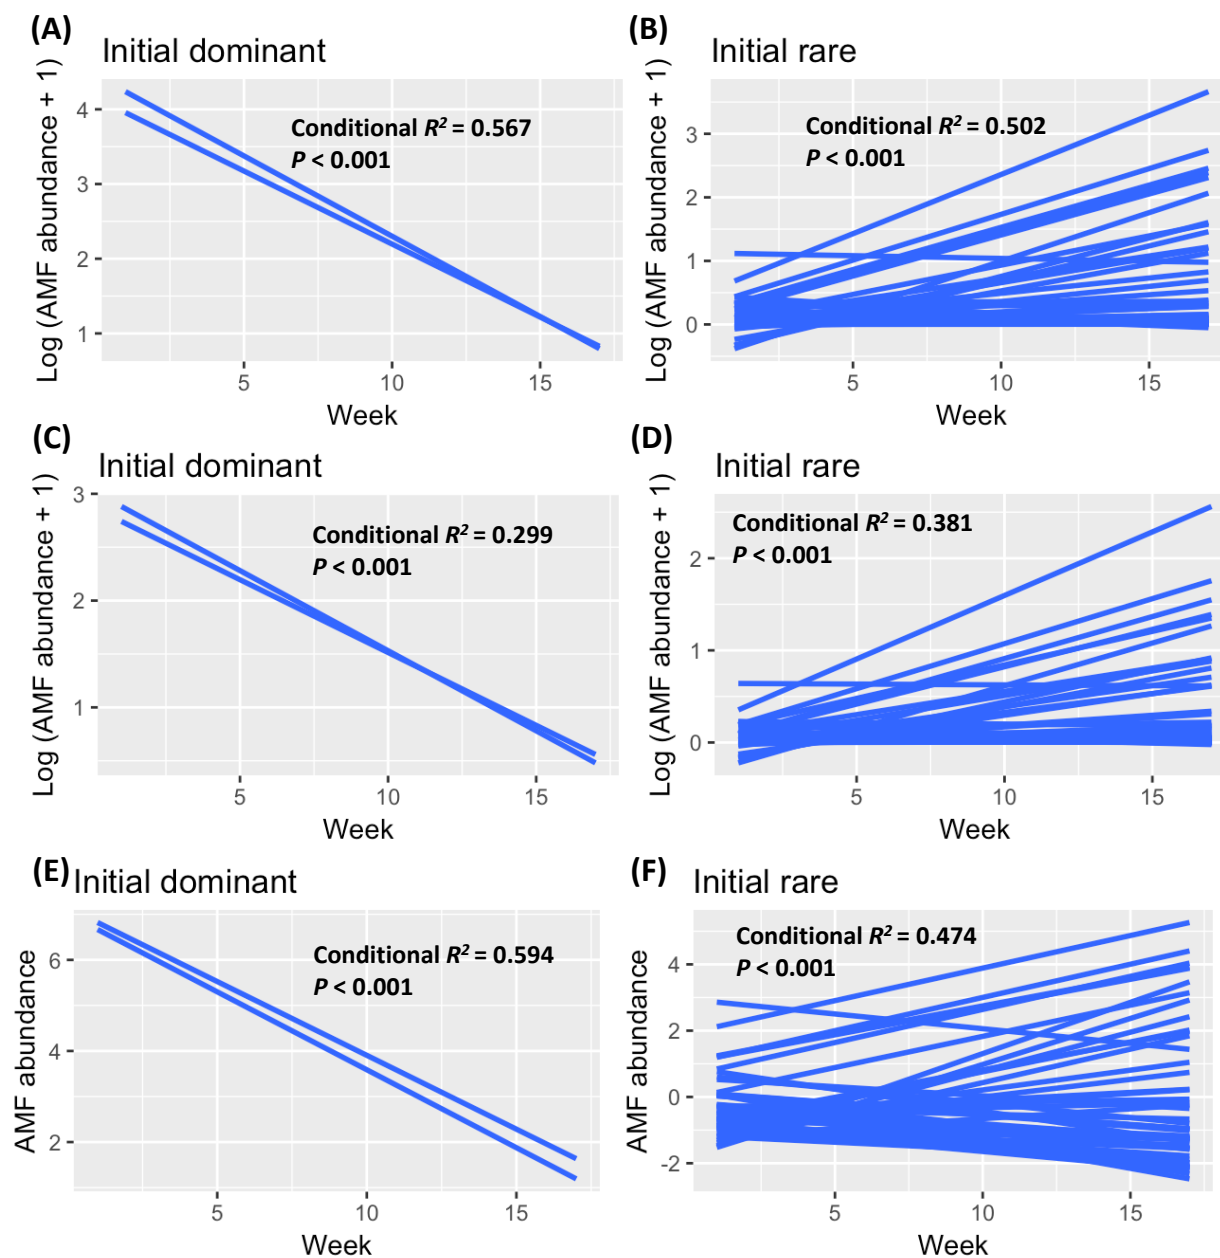 (A)
Initial dominant
Log (AMF abundance + 1)
4
3
2
1
Conditional R² = 0.567
P < 0.001
5
10
15
Week
(B)
Initial rare
Log (AMF abundance + 1)
3
2
1
0
Conditional R² = 0.502
P < 0.001
5
10
15
Week
(C)
Initial dominant
Log (AMF abundance + 1)
3
2
1
Conditional R² = 0.299
P < 0.001
5
10
15
Week
(D)
Initial rare
Log (AMF abundance + 1)
2
1
0
Conditional R² = 0.381
P < 0.001
5
10
15
Week
(E)
Initial dominant
AMF abundance
6
4
2
Conditional R² = 0.594
P < 0.001
5
10
15
Week
(F)
Initial rare
AMF abundance
4
2
0
-2
Conditional R² = 0.474
P < 0.001
5
10
15
Week